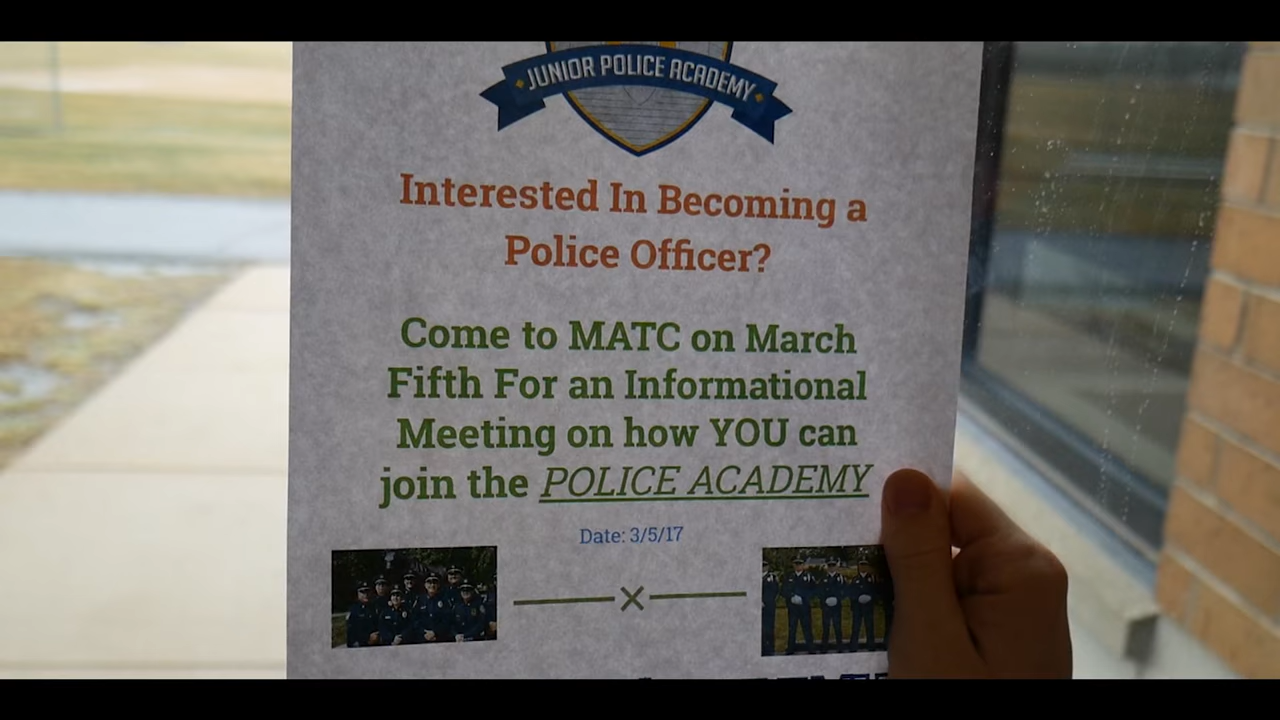 JUNIOR POLICE ACADEMY
Interested In Becoming a
Police Officer?
Come to MATC on March
Fifth For an Informational
Meeting on how YOU can
join the POLICE ACADEMY
Date: 3/5/17